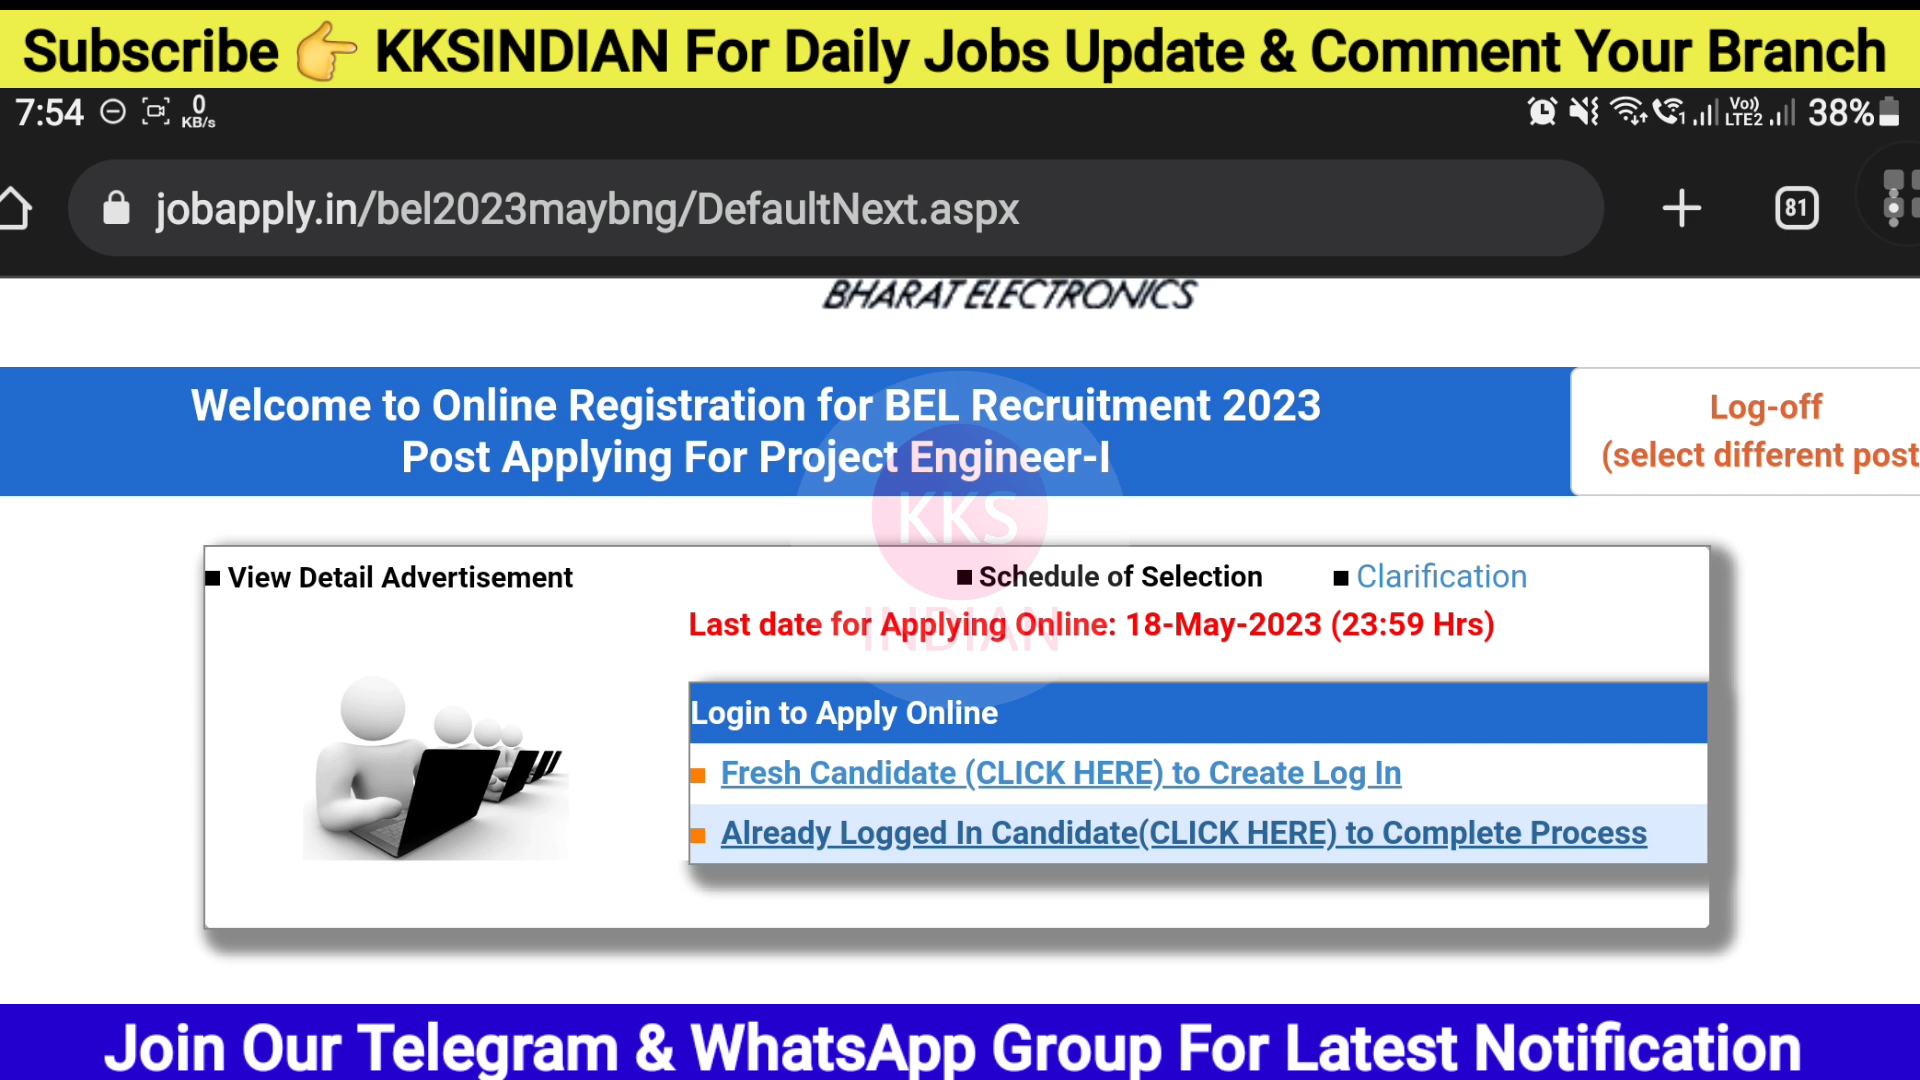 Subscribe 👉 KKSINDIAN For Daily Jobs Update & Comment Your Branch
7:54 0 KB/s Vo)) LTE2 1 38%
jobapply.in/bel2023maybng/DefaultNext.aspx 81
BHARAT ELECTRONICS
Welcome to Online Registration for BEL Recruitment 2023
Post Applying For Project Engineer-I
Log-off
(select different post
KKS
INDIAN
View Detail Advertisement
Schedule of Selection
Clarification
Last date for Applying Online: 18-May-2023 (23:59 Hrs)
Login to Apply Online
Fresh Candidate (CLICK HERE) to Create Log In
Already Logged In Candidate(CLICK HERE) to Complete Process
Join Our Telegram & WhatsApp Group For Latest Notification